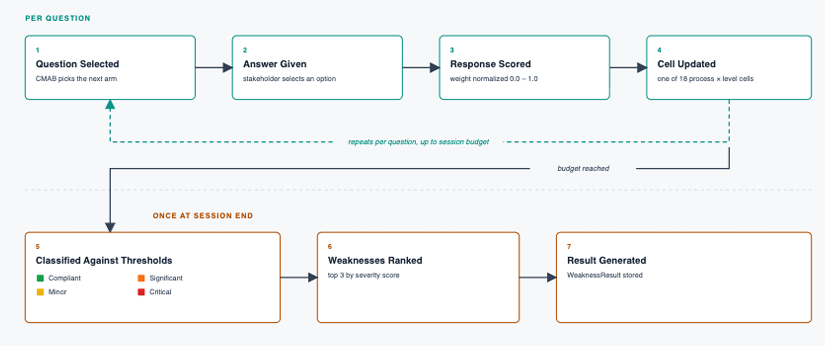 PER QUESTION
1
Question Selected
CMAB picks the next arm
2
Answer Given
stakeholder selects an option
3
Response Scored
weight normalized 0.0 – 1.0
4
Cell Updated
one of 18 process × level cells
repeats per question, up to session budget
budget reached
ONCE AT SESSION END
5
Classified Against Thresholds
Compliant
Significant
Minor
Critical
6
Weaknesses Ranked
top 3 by severity score
7
Result Generated
WeaknessResult stored